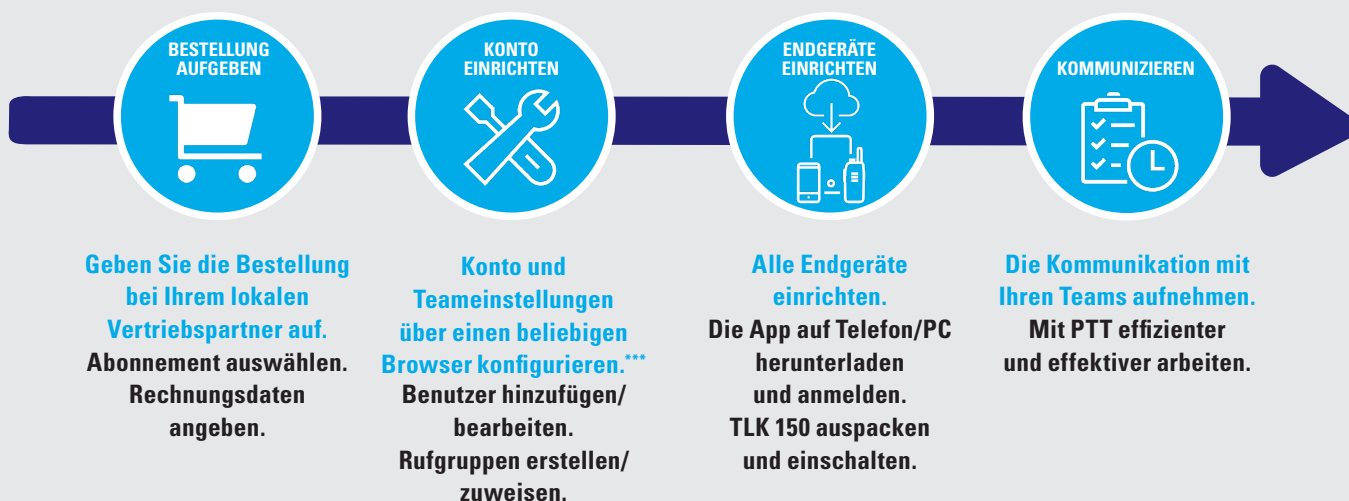 BESTELLUNG
AUFGEBEN
KONTO
EINRICHTEN
ENDGERÄTE
EINRICHTEN
KOMMUNIZIEREN
Geben Sie die Bestellung
bei Ihrem lokalen
Vertriebspartner auf.
Abonnement auswählen.
Rechnungsdaten
angeben.
Konto und
Teameinstellungen
über einen beliebigen
Browser konfigurieren.***
Benutzer hinzufügen/
bearbeiten.
Rufgruppen erstellen/
zuweisen.
Alle Endgeräte
einrichten.
Die App auf Telefon/PC
herunterladen
und anmelden.
TLK 150 auspacken
und einschalten.
Die Kommunikation mit
Ihren Teams aufnehmen.
Mit PTT effizienter
und effektiver arbeiten.